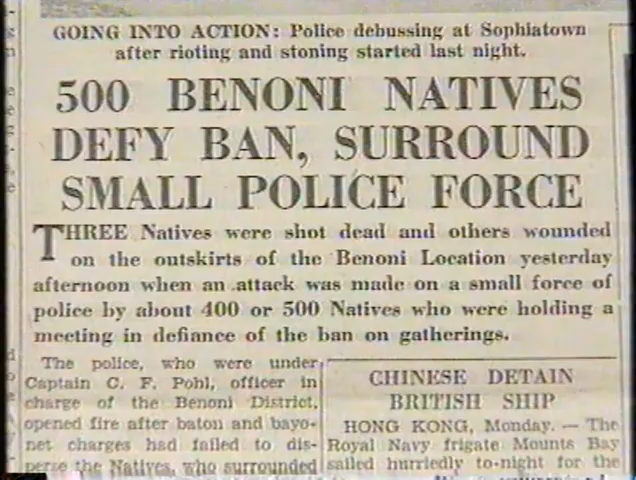 GOING INTO ACTION: Police debussing at Sophiatown
after rioting and stoning started last night.
500 BENONI NATIVES
DEFY BAN, SURROUND
SMALL POLICE FORCE
THREE Natives were shot dead and others wounded
on the outskirts of the Benoni Location yesterday
afternoon when an attack was made on a small force of
police by about 400 or 500 Natives who were holding a
meeting in defiance of the ban on gatherings.
The police, who were under
Captain C. F. Pohl, officer in
charge of the Benoni District,
opened fire after baton and bayo-
net charges had failed to dis-
perse the Natives, who surrounded
CHINESE DETAIN
BRITISH SHIP
HONG KONG, Monday. — The
Royal Navy frigate Mounts Bay
sailed hurriedly to-night for the